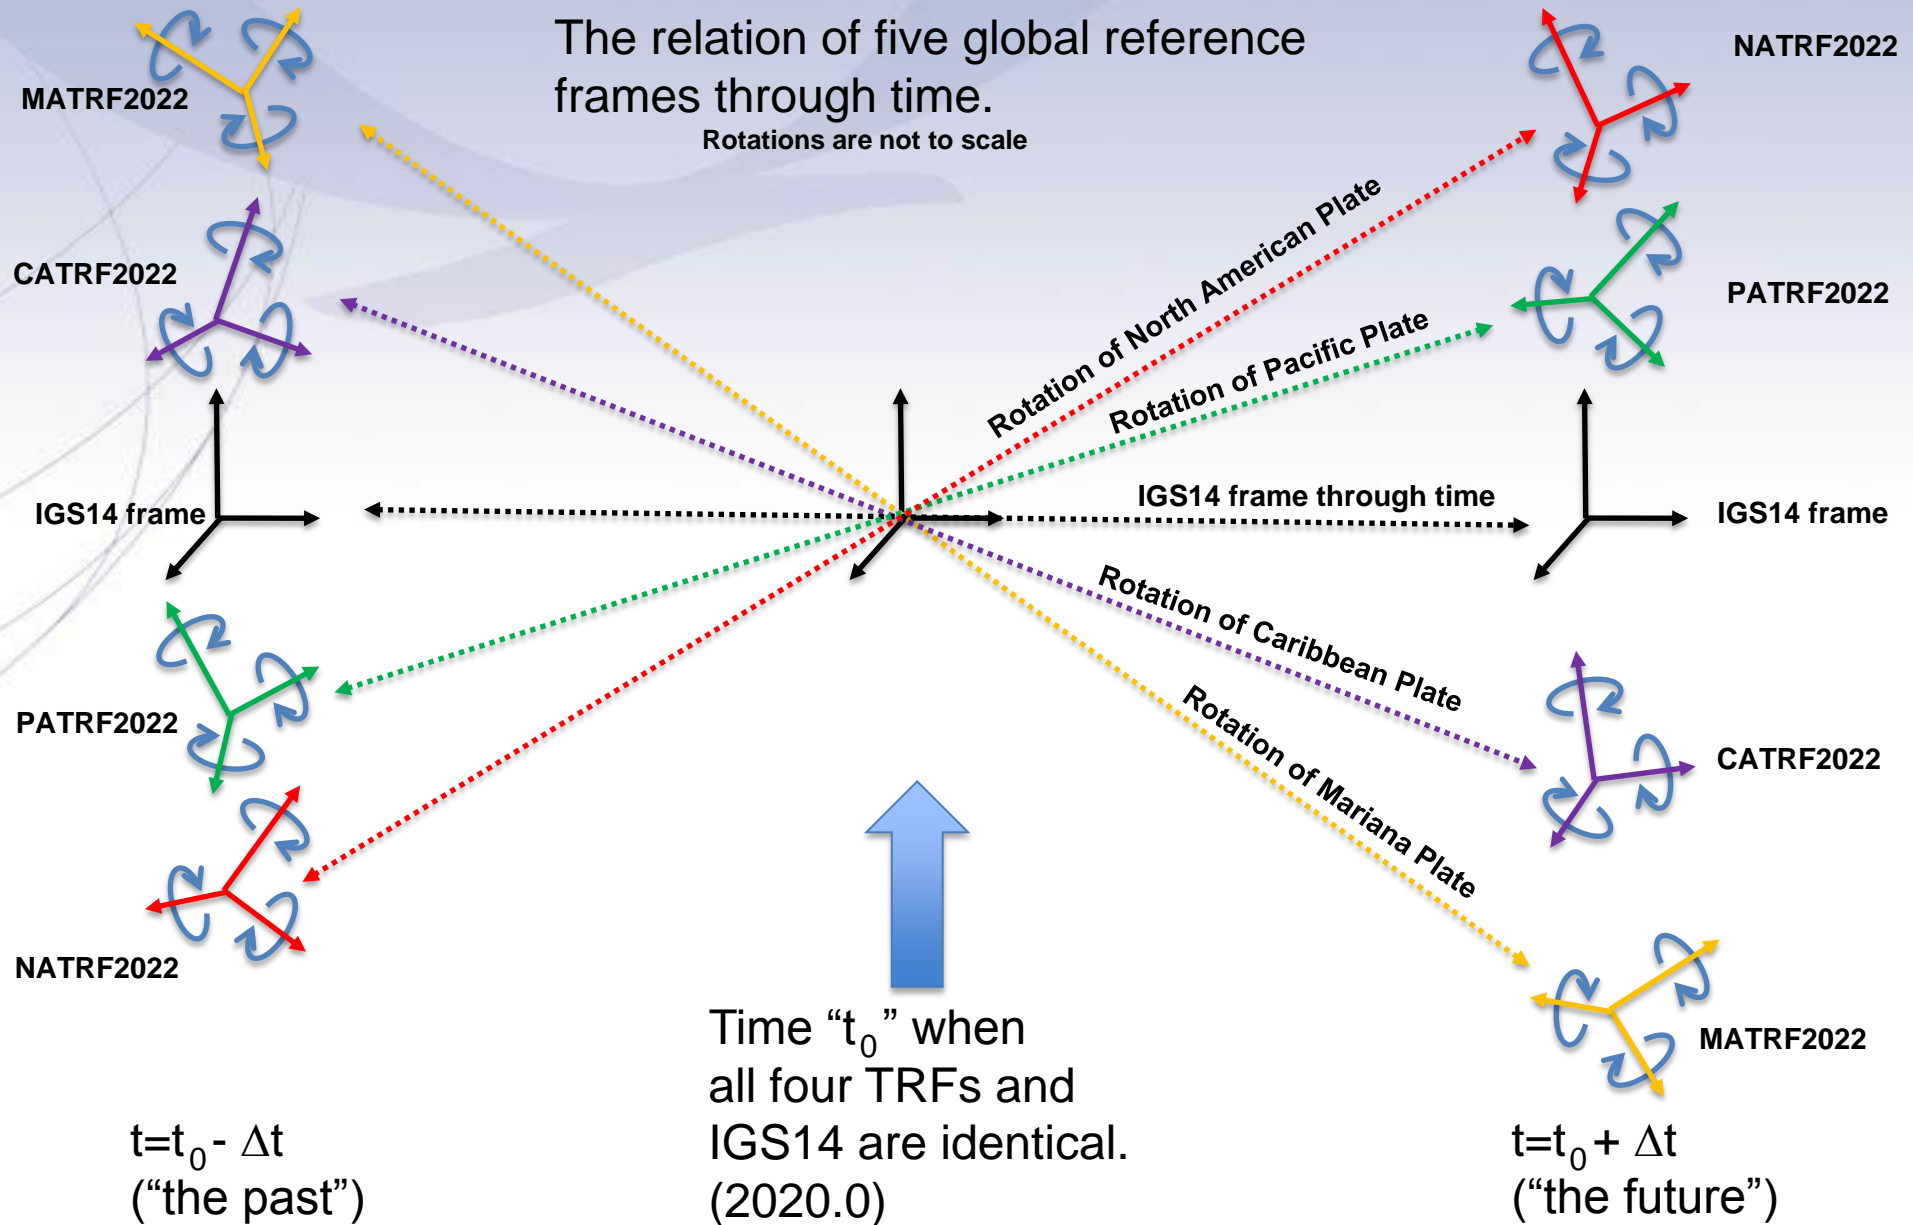 The relation of five global reference
frames through time.
Rotations are not to scale
MATRF2022
CATRF2022
IGS14 frame
PATRF2022
NATRF2022
Rotation of North American Plate
Rotation of Pacific Plate
IGS14 frame through time
Rotation of Caribbean Plate
Rotation of Mariana Plate
NATRF2022
PATRF2022
IGS14 frame
CATRF2022
MATRF2022
t=t₀- Δt
(“the past”)
Time “t₀” when
all four TRFs and
IGS14 are identical.
(2020.0)
t=t₀+ Δt
(“the future”)